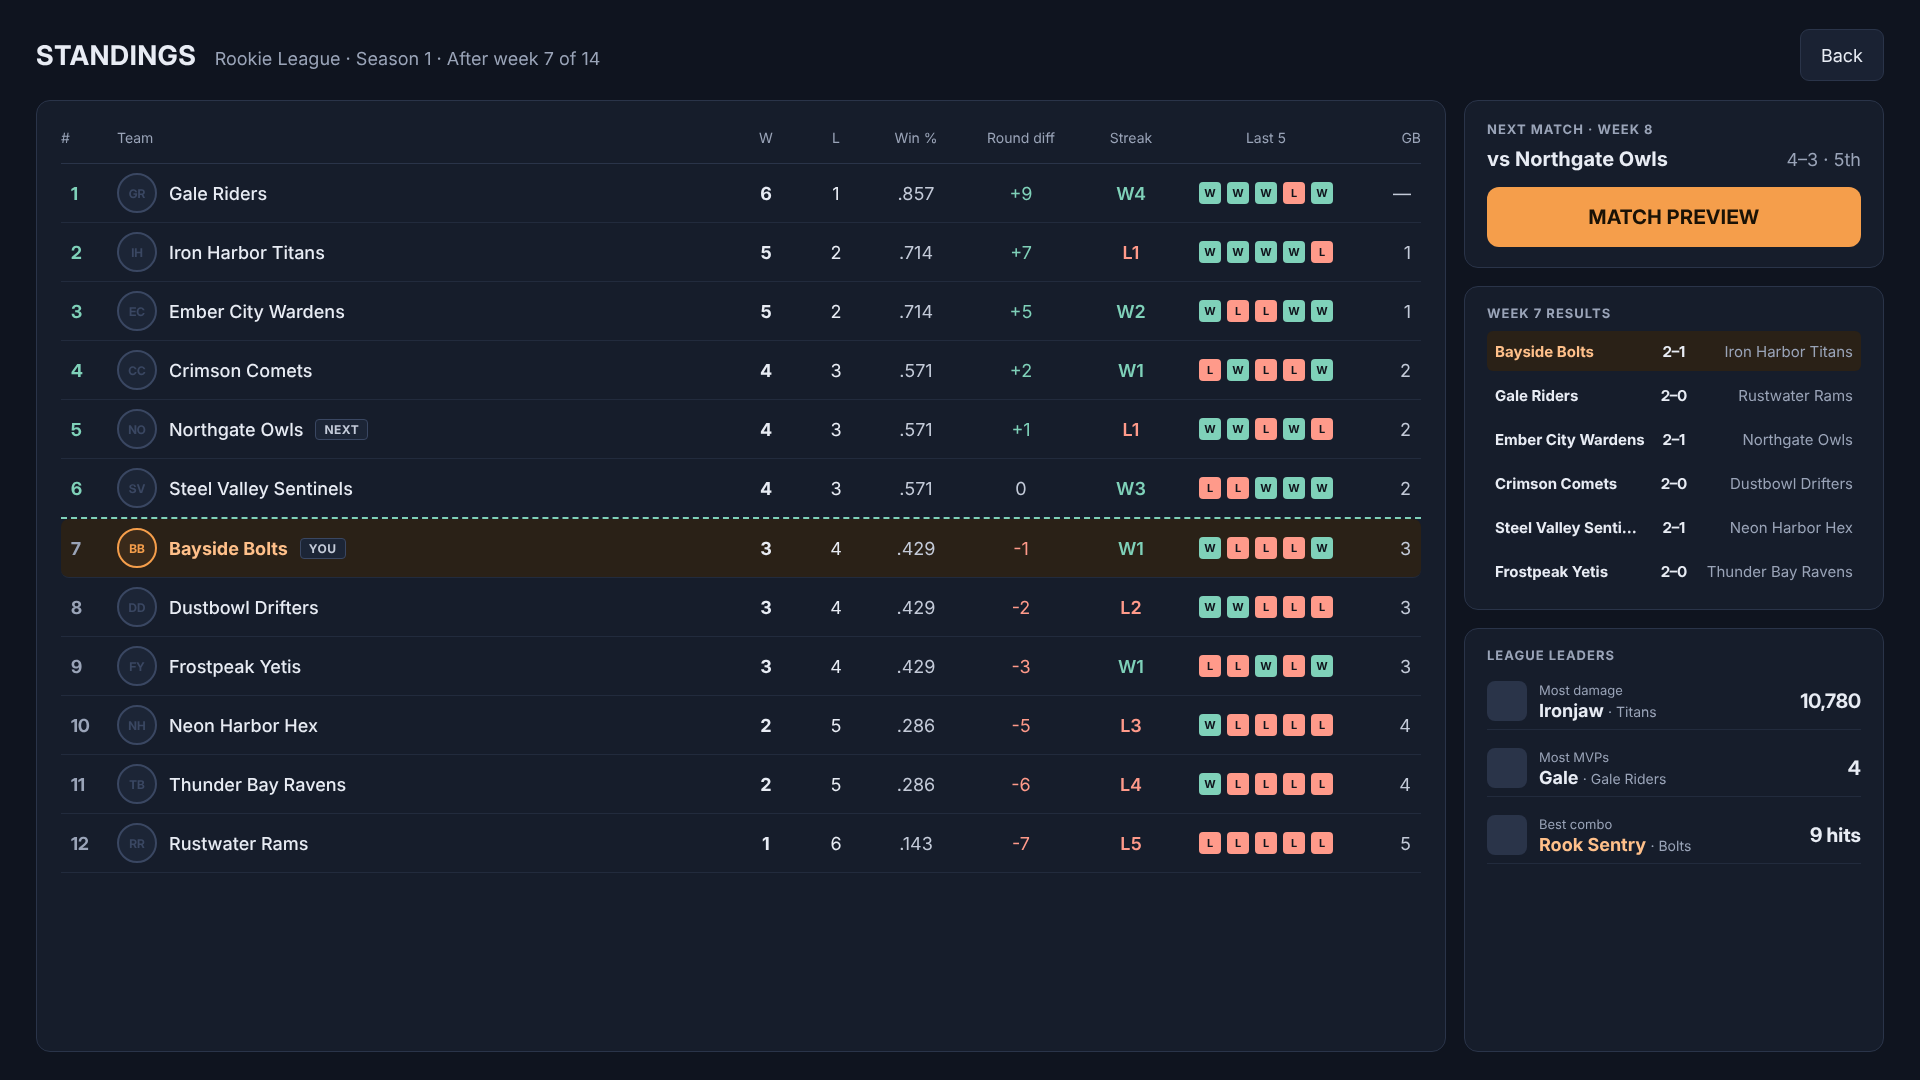 STANDINGS Rookie League · Season 1 · After week 7 of 14
Back
# Team W L Win % Round diff Streak Last 5 GB
1 GR Gale Riders 6 1 .857 +9 W4 W W W L W —
2 IH Iron Harbor Titans 5 2 .714 +7 L1 W W W W L 1
3 EC Ember City Wardens 5 2 .714 +5 W2 W L L W W 1
4 CC Crimson Comets 4 3 .571 +2 W1 L W L L W 2
5 NO Northgate Owls NEXT 4 3 .571 +1 L1 W W L W L 2
6 SV Steel Valley Sentinels 4 3 .571 0 W3 L L W W W 2
7 BB Bayside Bolts YOU 3 4 .429 -1 W1 W L L L W 3
8 DD Dustbowl Drifters 3 4 .429 -2 L2 W W L L L 3
9 FY Frostpeak Yetis 3 4 .429 -3 W1 L L W L W 3
10 NH Neon Harbor Hex 2 5 .286 -5 L3 W L L L L 4
11 TB Thunder Bay Ravens 2 5 .286 -6 L4 W L L L L 4
12 RR Rustwater Rams 1 6 .143 -7 L5 L L L L L 5
NEXT MATCH · WEEK 8
vs Northgate Owls 4–3 · 5th
MATCH PREVIEW
WEEK 7 RESULTS
Bayside Bolts 2–1 Iron Harbor Titans
Gale Riders 2–0 Rustwater Rams
Ember City Wardens 2–1 Northgate Owls
Crimson Comets 2–0 Dustbowl Drifters
Steel Valley Senti... 2–1 Neon Harbor Hex
Frostpeak Yetis 2–0 Thunder Bay Ravens
LEAGUE LEADERS
Most damage
Ironjaw · Titans 10,780
Most MVPs
Gale · Gale Riders 4
Best combo
Rook Sentry · Bolts 9 hits